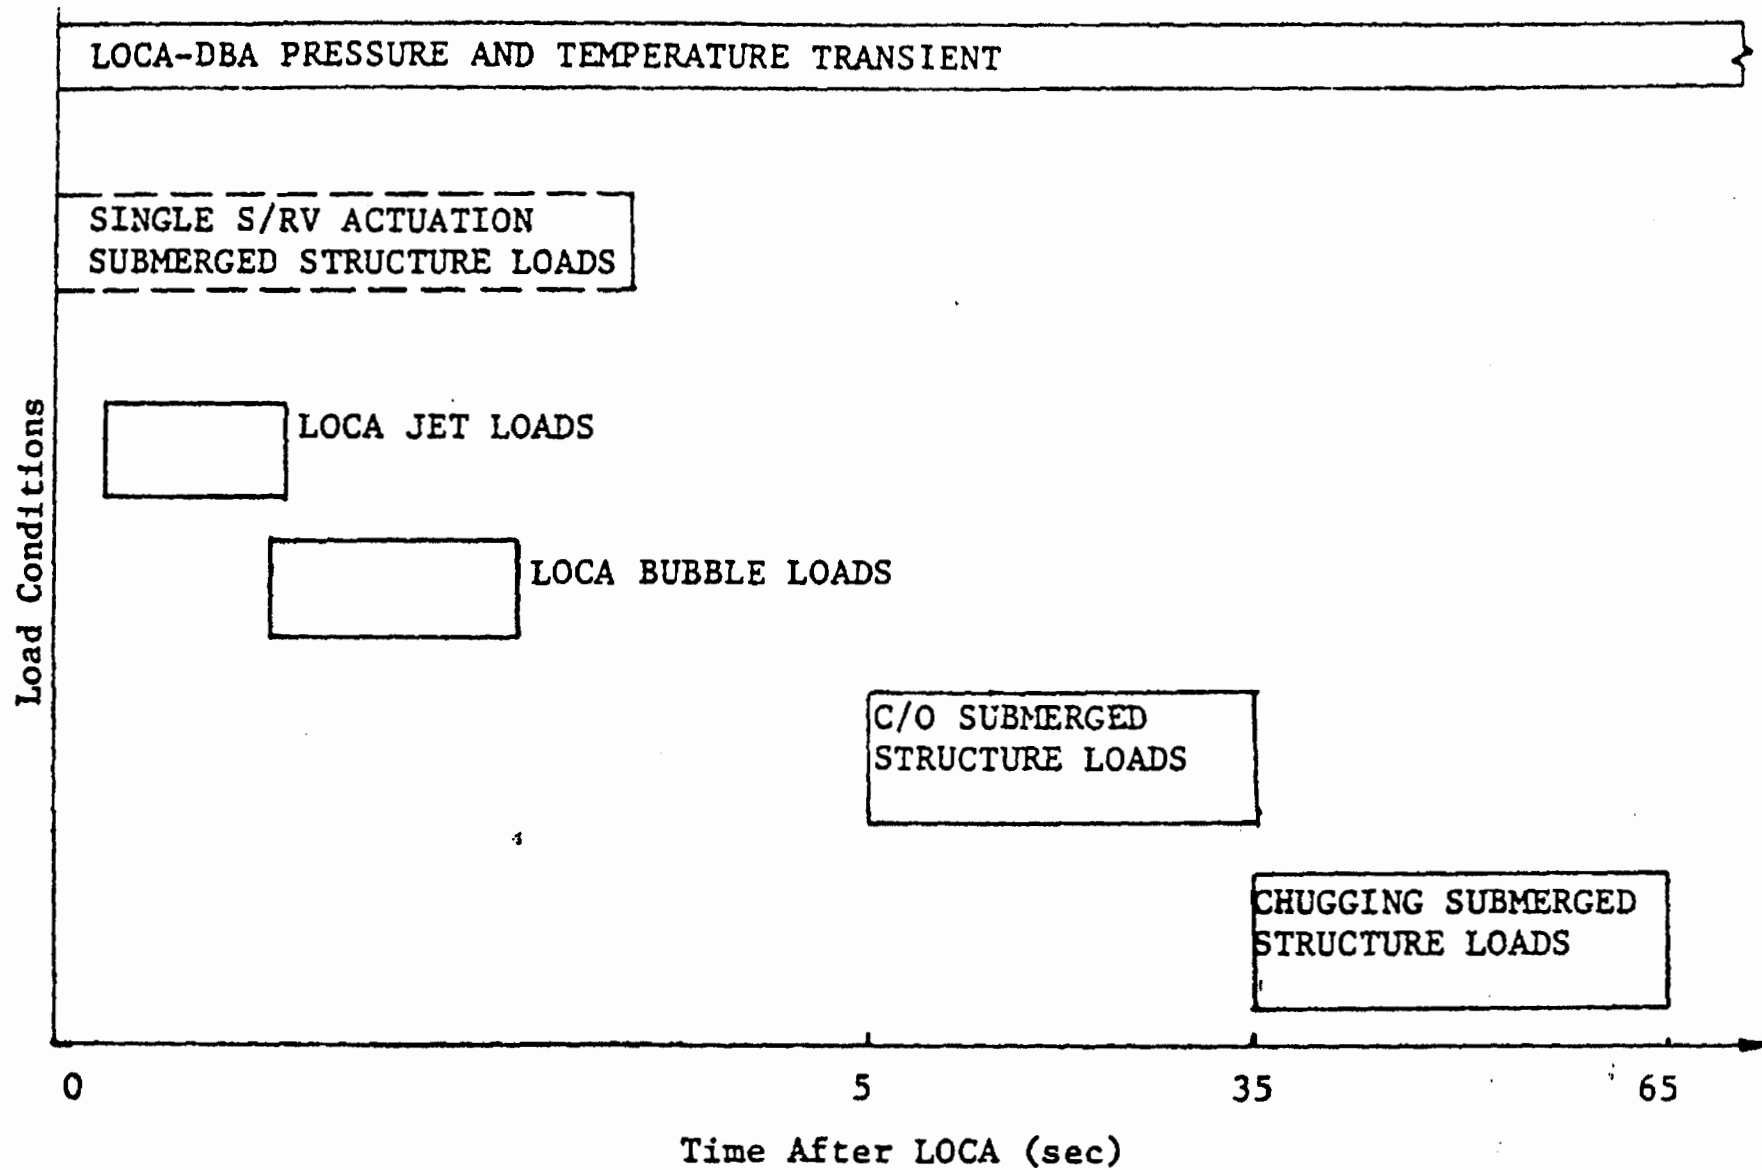 LOCA-DBA PRESSURE AND TEMPERATURE TRANSIENT
SINGLE S/RV ACTUATION
SUBMERGED STRUCTURE LOADS
LOCA JET LOADS
LOCA BUBBLE LOADS
C/O SUBMERGED
STRUCTURE LOADS
CHUGGING SUBMERGED
STRUCTURE LOADS
Load Conditions
0 5 35 65
Time After LOCA (sec)